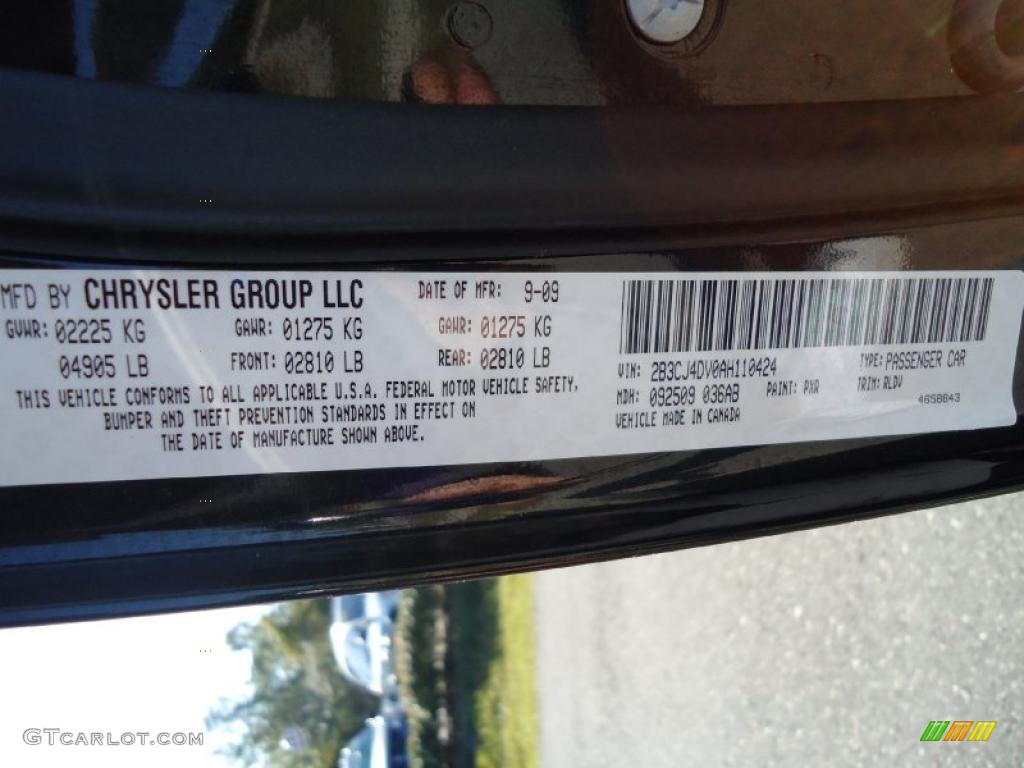 MFD BY CHRYSLER GROUP LLC DATE OF MFR: 9-09
GVWR: 02225 KG GAWR: 01275 KG GAWR: 01275 KG
04905 LB FRONT: 02810 LB REAR: 02810 LB
THIS VEHICLE CONFORMS TO ALL APPLICABLE U.S.A. FEDERAL MOTOR VEHICLE SAFETY,
BUMPER AND THEFT PREVENTION STANDARDS IN EFFECT ON
THE DATE OF MANUFACTURE SHOWN ABOVE.
VIN: 2B3CJ4DV0AH110424 TYPE: PASSENGER CAR
MDH: 092509 036AB PAINT: PXR TRIM: RLDV
VEHICLE MADE IN CANADA 4658643
GTCARLOT.COM